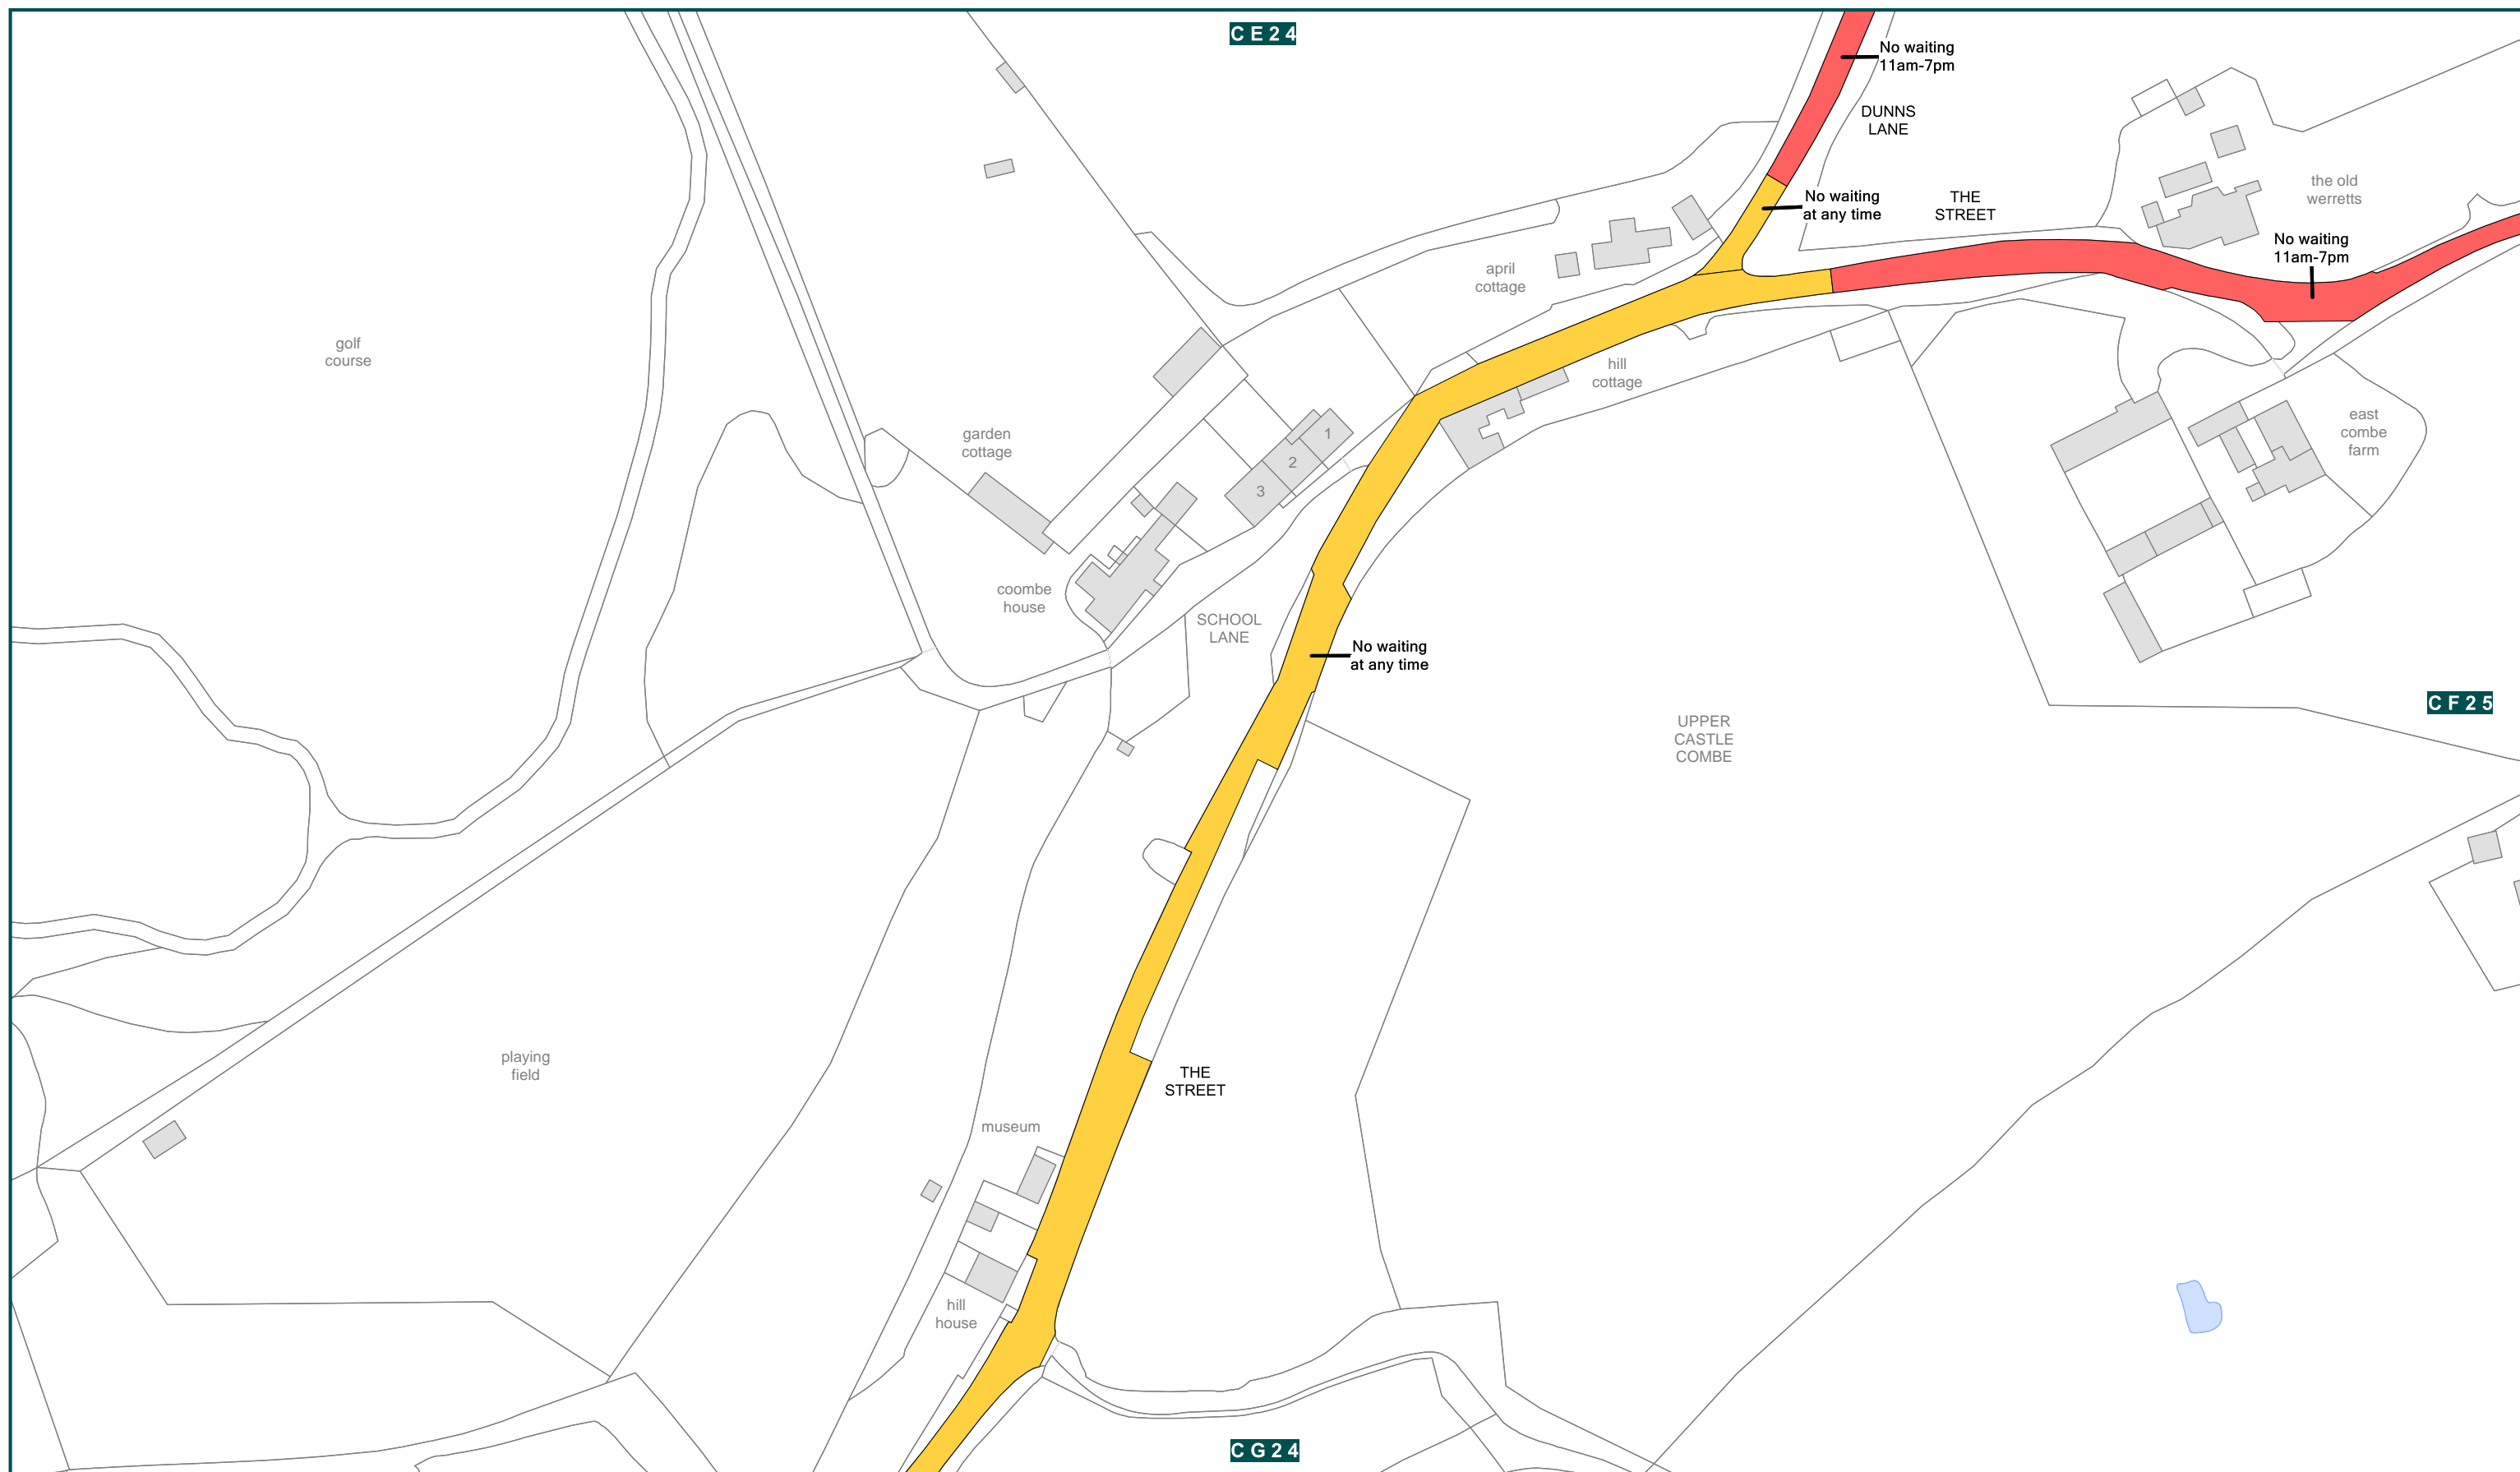 CE24
No waiting
11am-7pm
DUNNS
LANE
No waiting
at any time
THE
STREET
the old
werretts
No waiting
11am-7pm
april
cottage
golf
course
hill
cottage
garden
cottage
1
2
3
east
combe
farm
coombe
house
SCHOOL
LANE
No waiting
at any time
CF25
UPPER
CASTLE
COMBE
playing
field
THE
STREET
museum
hill
house
CG24